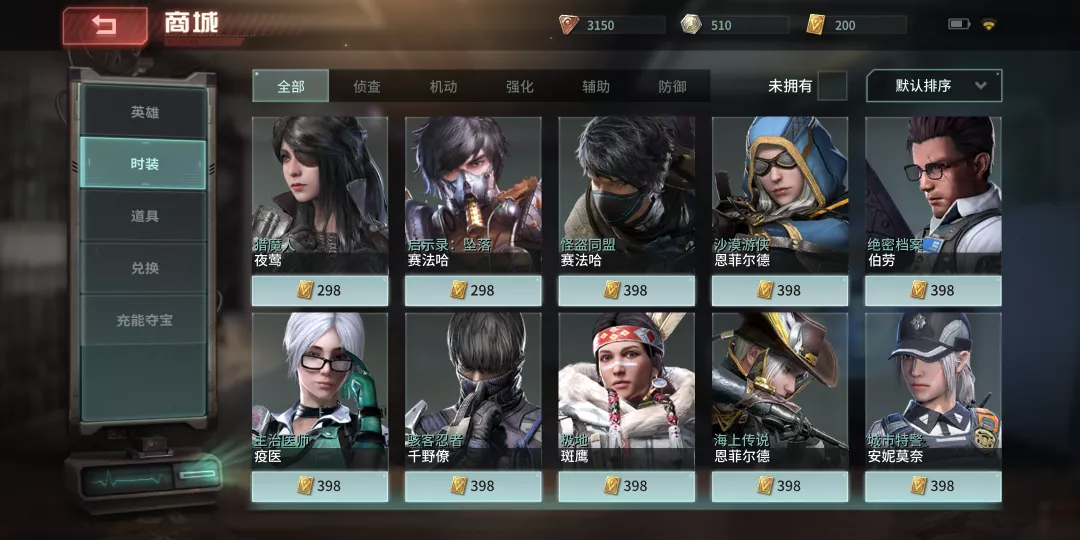 商城
3150
510
200
英雄
时装
道具
兑换
充能夺宝
全部
侦查
机动
强化
辅助
防御
未拥有
默认排序
猎魔人
夜莺
298
启示录：坠落
赛法哈
298
怪盗同盟
赛法哈
398
沙漠游侠
恩菲尔德
398
绝密档案
伯劳
398
主治医师
疫医
398
骇客忍者
千野僚
398
极地
斑鹰
398
海上传说
恩菲尔德
398
城市特警
安妮莫奈
398